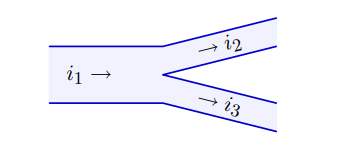 i₁ →
→ i₂
→ i₃